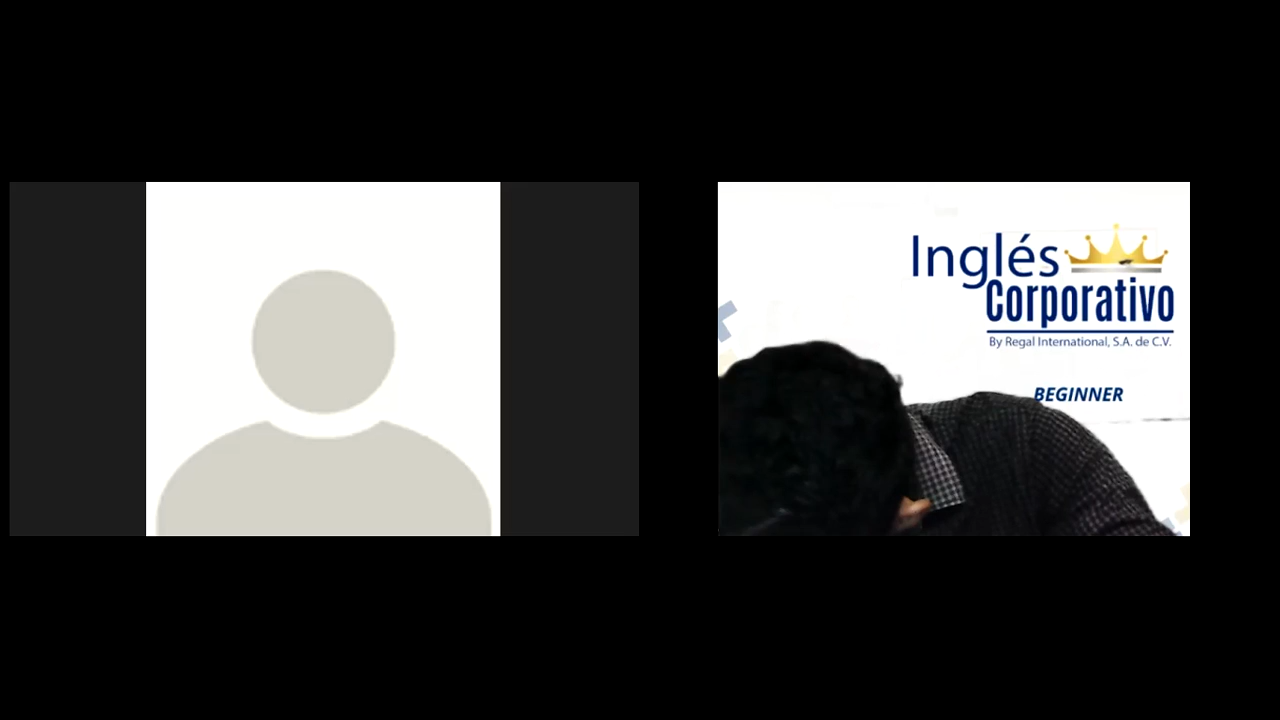 Inglés
Corporativo
By Regal International, S.A. de C.V.
BEGINNER